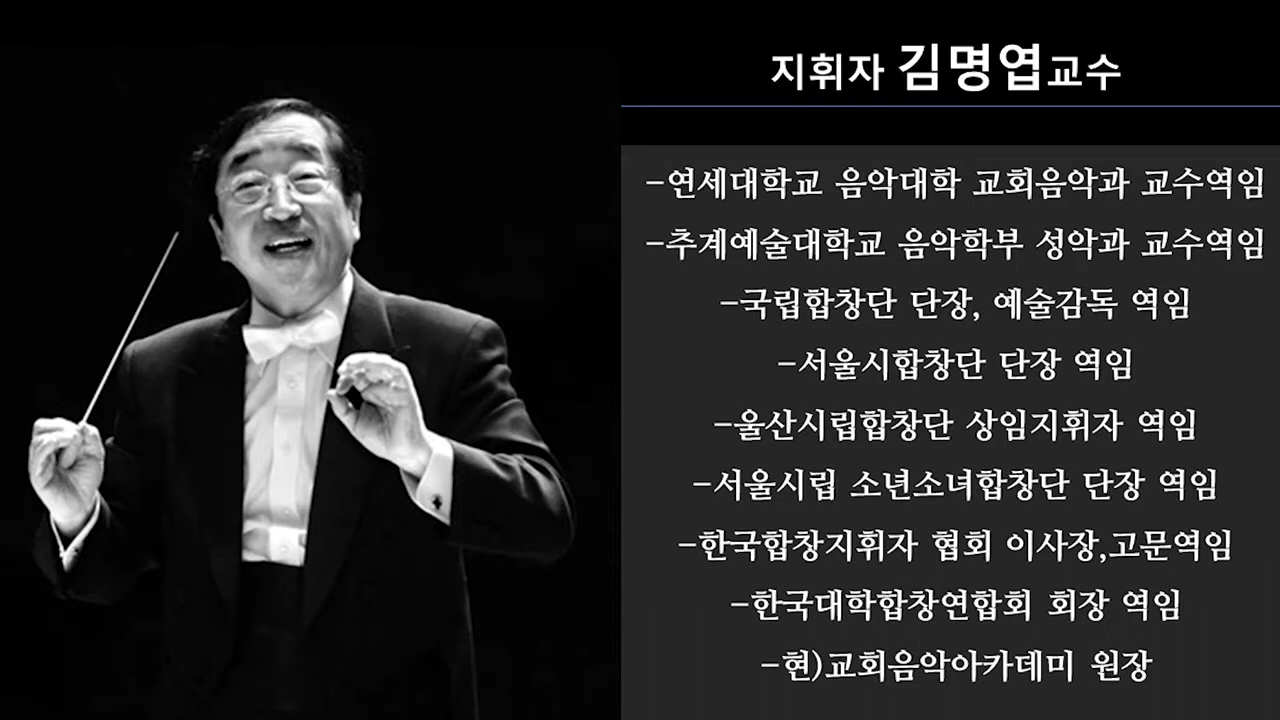 지휘자 김명엽교수
-연세대학교 음악대학 교회음악과 교수역임
-추계예술대학교 음악학부 성악과 교수역임
-국립합창단 단장, 예술감독 역임
-서울시합창단 단장 역임
-울산시립합창단 상임지휘자 역임
-서울시립 소년소녀합창단 단장 역임
-한국합창지휘자 협회 이사장,고문역임
-한국대학합창연합회 회장 역임
-현)교회음악아카데미 원장